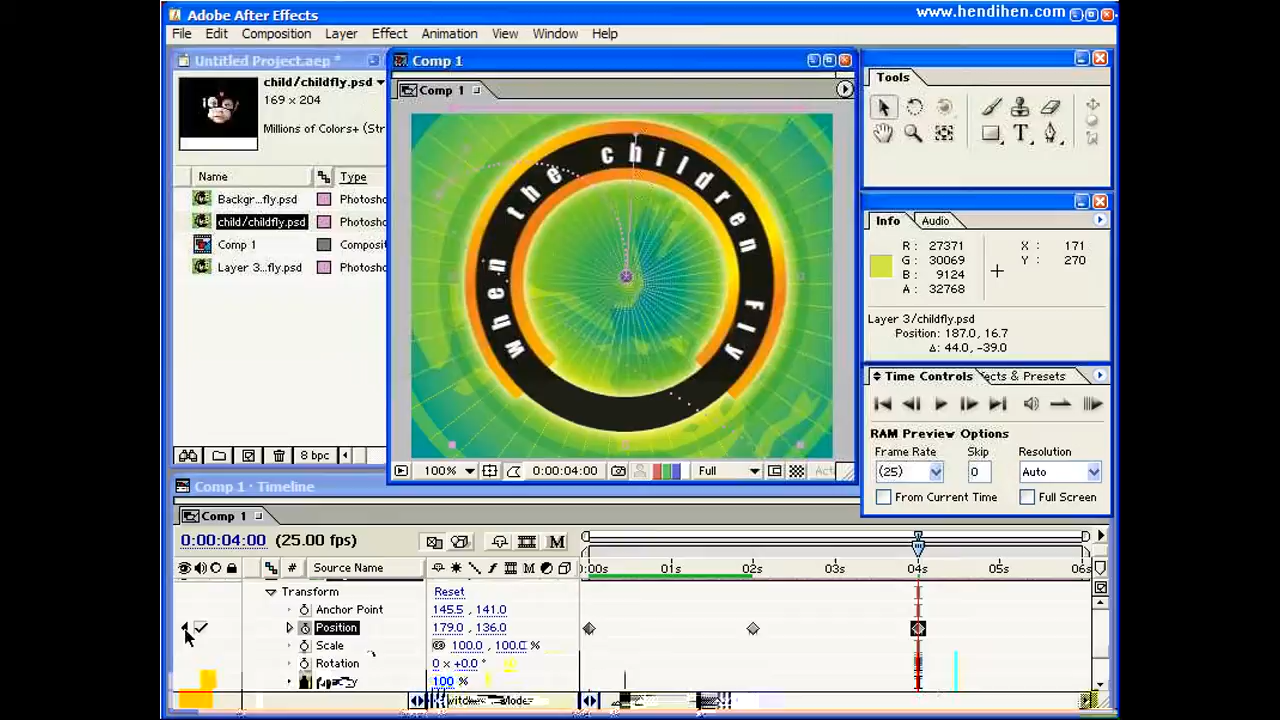 Adobe After Effects
www.hendihen.com
File Edit Composition Layer Effect Animation View Window Help
Untitled Project.aep *
child/childfly.psd
169 x 204
Millions of Colors+ (Str
Name Type
Backgr...fly.psd Photosh
child/childfly.psd Photosh
Comp 1 Composit
Layer 3...fly.psd Photosh
8 bpc
Comp 1
Comp 1
when the children fly
100% 0:00:04:00 Full
Tools
Info Audio
R : 27371 X : 171
G : 30069 Y : 270
B : 9124
A : 32768
Layer 3/childfly.psd
Position: 187.0, 16.7
Δ: 44.0, -39.0
Time Controls fects & Presets
RAM Preview Options
Frame Rate Skip Resolution
(25) 0 Auto
From Current Time Full Screen
Comp 1 · Timeline
Comp 1
0:00:04:00 (25.00 fps)
# Source Name
:00s 01s 02s 03s 04s 05s 06s
Transform Reset
Anchor Point 145.5 , 141.0
Position 179.0 , 136.0
Scale 100.0 , 100.0 %
Rotation 0 x +0.0 °
100 %